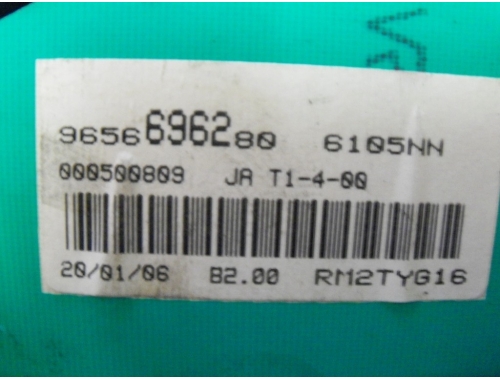 9656696280 6105NN
000500809 JA T1-4-00
20/01/06 B2.00 RM2TYG16